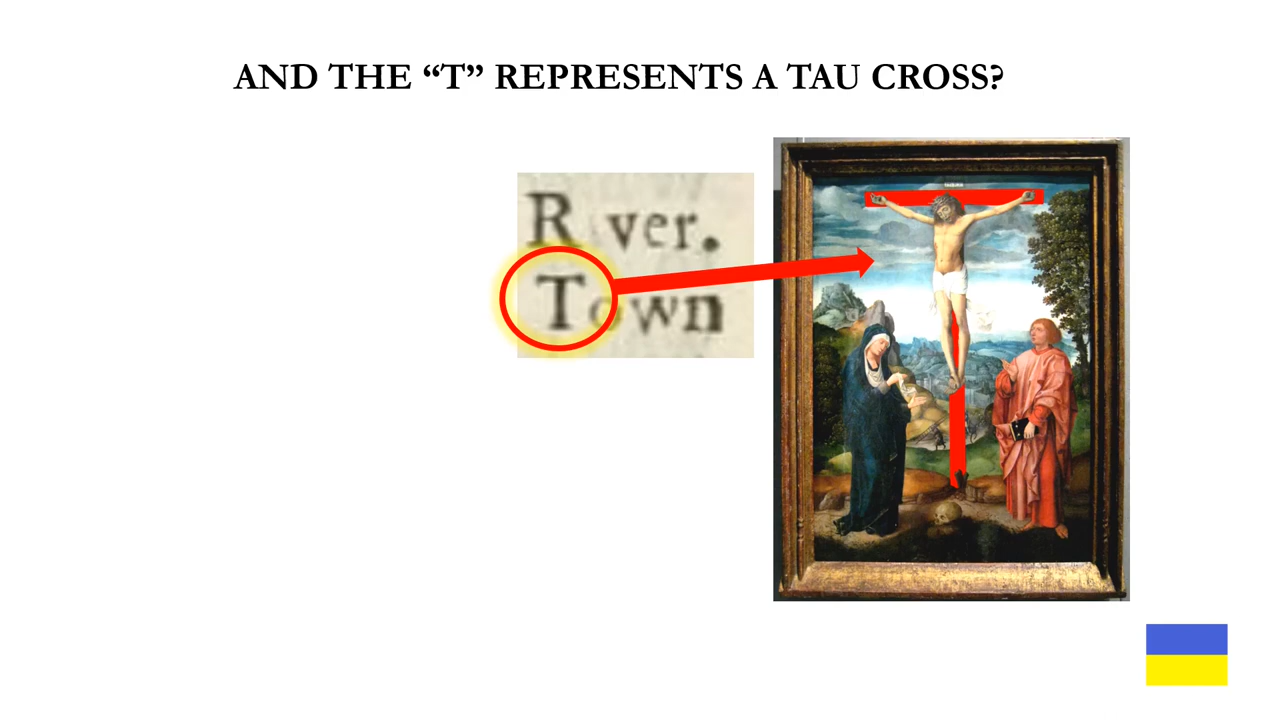 AND THE “T” REPRESENTS A TAU CROSS?
R ver.
Town